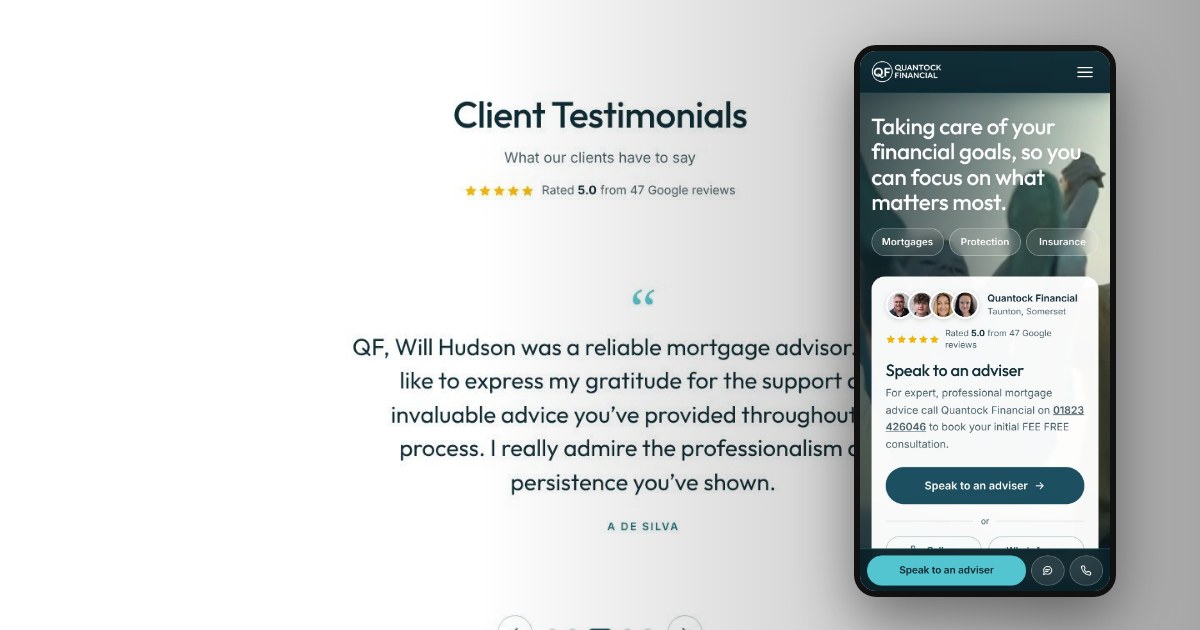 Client Testimonials
What our clients have to say
Rated 5.0 from 47 Google reviews
“
QF, Will Hudson was a reliable mortgage advisor.
like to express my gratitude for the support
invaluable advice you’ve provided throughout
process. I really admire the professionalism
persistence you’ve shown.
A DE SILVA
QF QUANTOCK
FINANCIAL
Taking care of your
financial goals, so you
can focus on what
matters most.
Mortgages Protection Insurance
Quantock Financial
Taunton, Somerset
Rated 5.0 from 47 Google
reviews
Speak to an adviser
For expert, professional mortgage
advice call Quantock Financial on 01823
426046 to book your initial FEE FREE
consultation.
Speak to an adviser →
or
Speak to an adviser